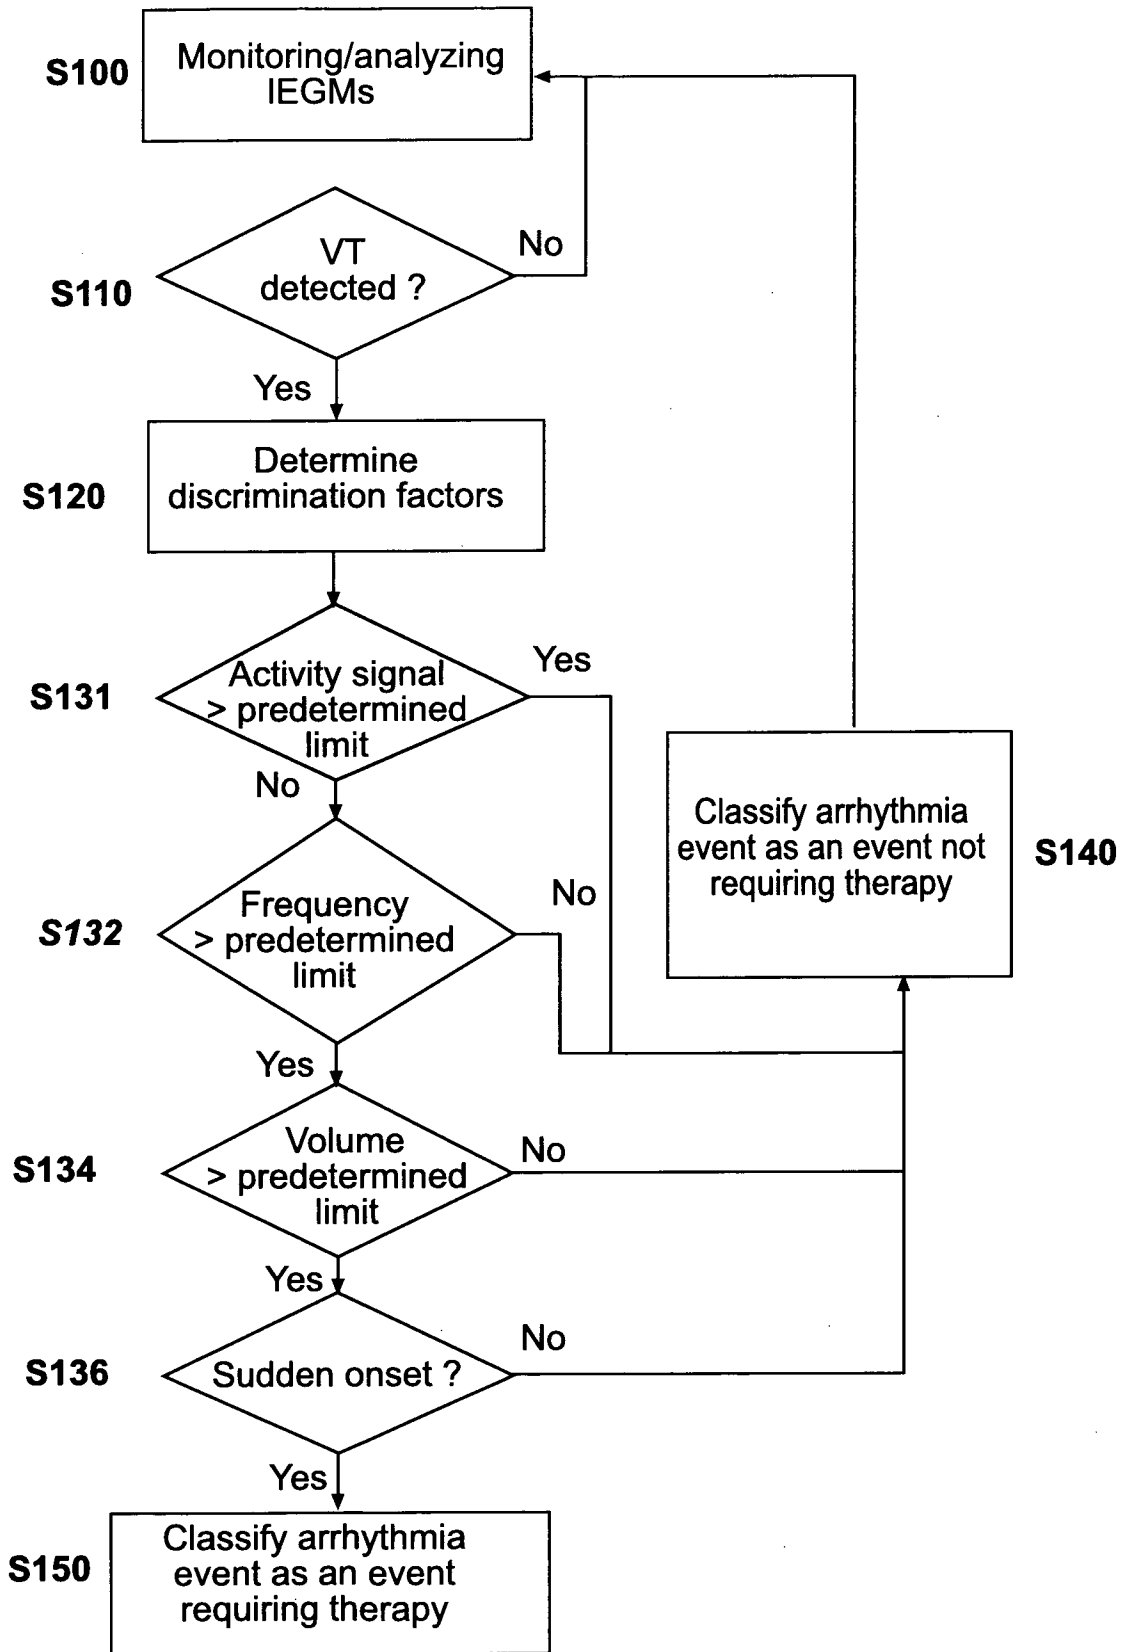 S100
Monitoring/analyzing
IEGMs
No
VT
detected ?
S110
Yes
Determine
discrimination factors
S120
Yes
Activity signal
> predetermined
limit
S131
No
Classify arrhythmia
event as an event not
requiring therapy
S140
No
Frequency
> predetermined
limit
S132
Yes
Volume
> predetermined
limit
No
S134
Yes
No
Sudden onset ?
S136
Yes
Classify arrhythmia
event as an event
requiring therapy
S150